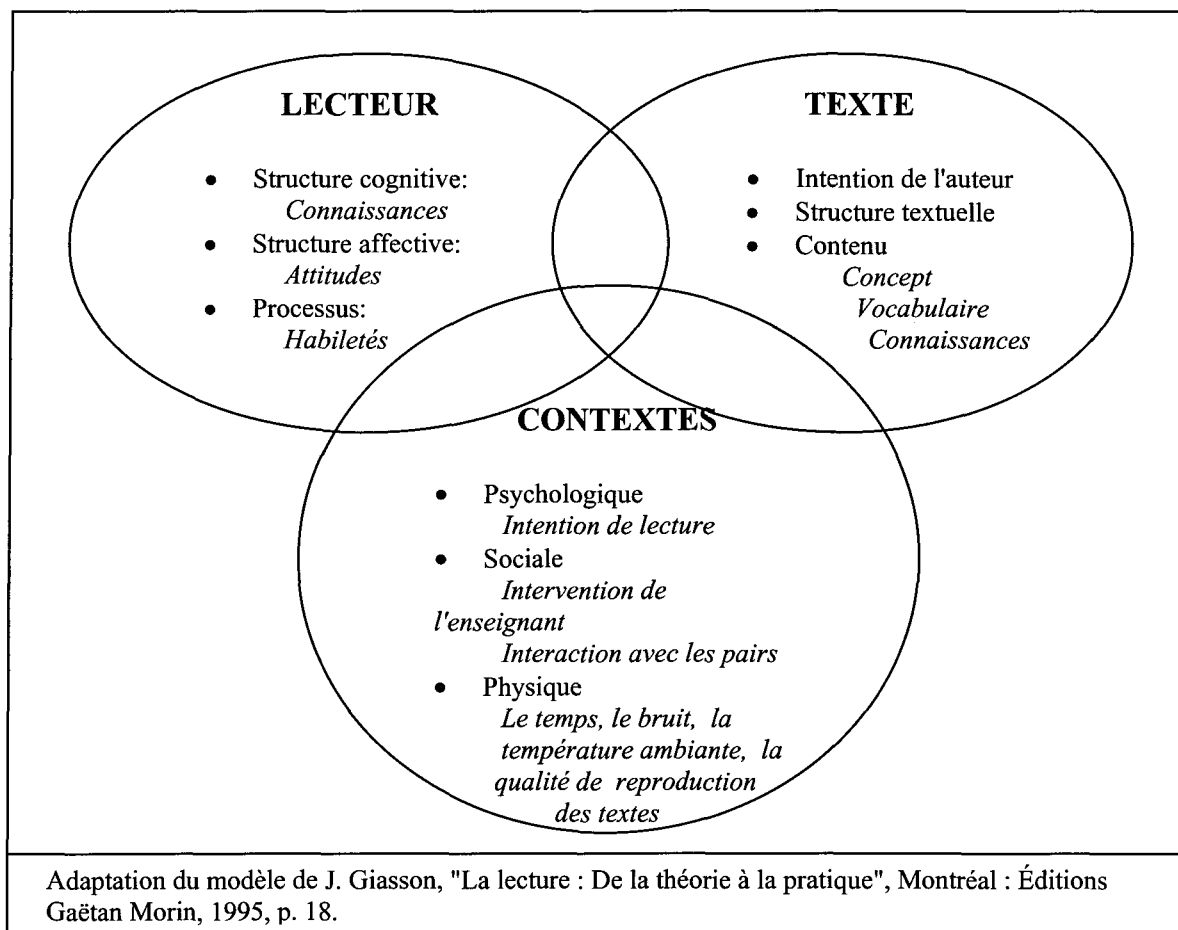 LECTEUR
• Structure cognitive:
Connaissances
• Structure affective:
Attitudes
• Processus:
Habiletés
TEXTE
• Intention de l'auteur
• Structure textuelle
• Contenu
Concept
Vocabulaire
Connaissances
CONTEXTES
• Psychologique
Intention de lecture
• Sociale
Intervention de
l'enseignant
Interaction avec les pairs
• Physique
Le temps, le bruit, la
température ambiante, la
qualité de reproduction
des textes
Adaptation du modèle de J. Giasson, "La lecture : De la théorie à la pratique", Montréal : Éditions
Gaëtan Morin, 1995, p. 18.